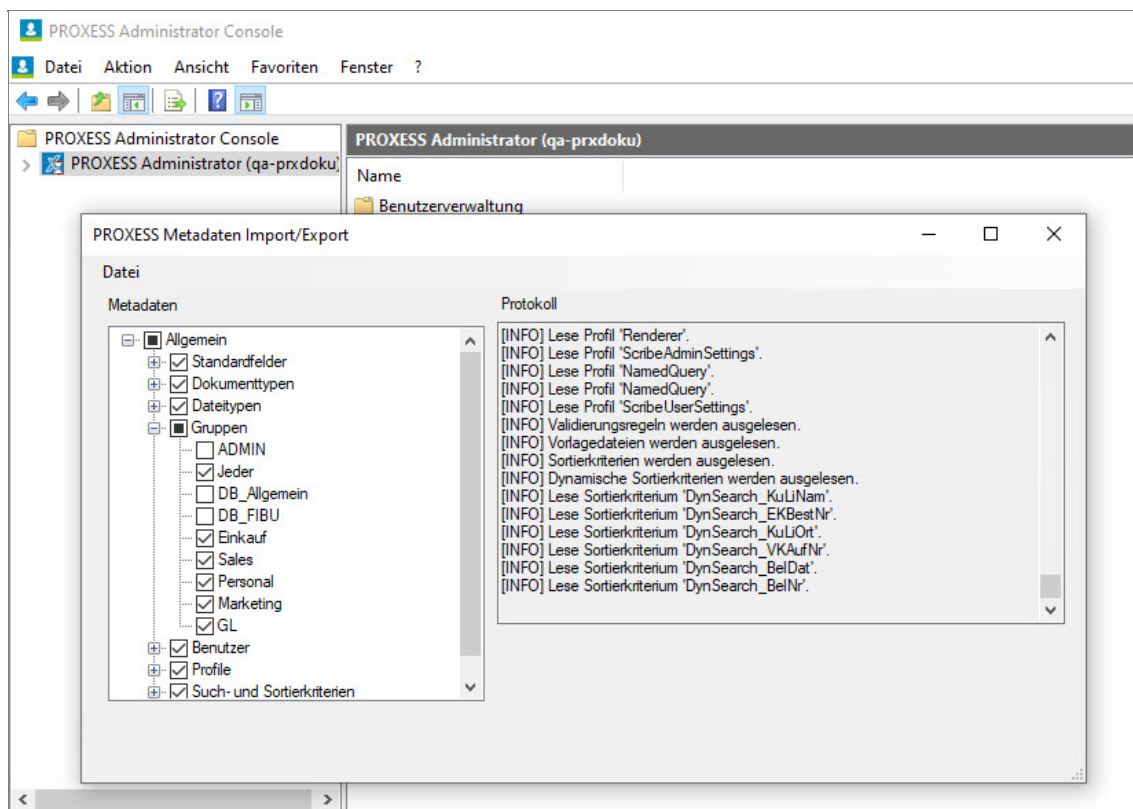 PROXESS Administrator Console
Datei Aktion Ansicht Favoriten Fenster ?
PROXESS Administrator Console
PROXESS Administrator (qa-prxdoku)
PROXESS Administrator (qa-prxdoku)
Name
Benutzerverwaltung
PROXESS Metadaten Import/Export
Datei
Metadaten
Allgemein
Standardfelder
Dokumenttypen
Dateitypen
Gruppen
ADMIN
Jeder
DB_Allgemein
DB_FIBU
Einkauf
Sales
Personal
Marketing
GL
Benutzer
Profile
Such- und Sortierkriterien
Protokoll
[INFO] Lese Profil 'Renderer'.
[INFO] Lese Profil 'ScribeAdminSettings'.
[INFO] Lese Profil 'NamedQuery'.
[INFO] Lese Profil 'NamedQuery'.
[INFO] Lese Profil 'ScribeUserSettings'.
[INFO] Validierungsregeln werden ausgelesen.
[INFO] Vorlagedateien werden ausgelesen.
[INFO] Sortierkriterien werden ausgelesen.
[INFO] Dynamische Sortierkriterien werden ausgelesen.
[INFO] Lese Sortierkriterium 'DynSearch_KuLiNam'.
[INFO] Lese Sortierkriterium 'DynSearch_EKBestNr'.
[INFO] Lese Sortierkriterium 'DynSearch_KuLiOrt'.
[INFO] Lese Sortierkriterium 'DynSearch_VKAufNr'.
[INFO] Lese Sortierkriterium 'DynSearch_BelDat'.
[INFO] Lese Sortierkriterium 'DynSearch_BelNr'.